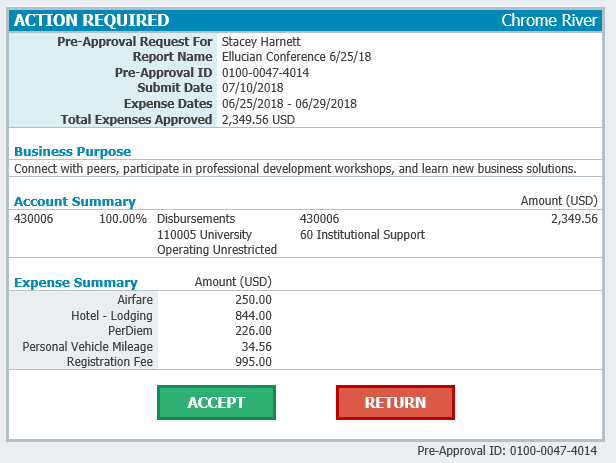 ACTION REQUIRED Chrome River
Pre-Approval Request For Stacey Harnett
Report Name Ellucian Conference 6/25/18
Pre-Approval ID 0100-0047-4014
Submit Date 07/10/2018
Expense Dates 06/25/2018 - 06/29/2018
Total Expenses Approved 2,349.56 USD
Business Purpose
Connect with peers, participate in professional development workshops, and learn new business solutions.
Account Summary Amount (USD)
430006 100.00% Disbursements 430006 2,349.56
110005 University 60 Institutional Support
Operating Unrestricted
Expense Summary Amount (USD)
Airfare 250.00
Hotel - Lodging 844.00
PerDiem 226.00
Personal Vehicle Mileage 34.56
Registration Fee 995.00
ACCEPT RETURN
Pre-Approval ID: 0100-0047-4014